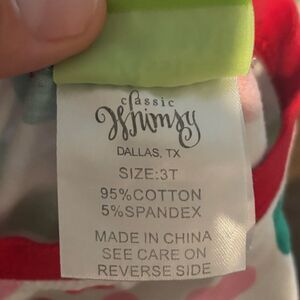 classic
Whimsy
DALLAS, TX
SIZE:3T
95%COTTON
5%SPANDEX
MADE IN CHINA
SEE CARE ON
REVERSE SIDE